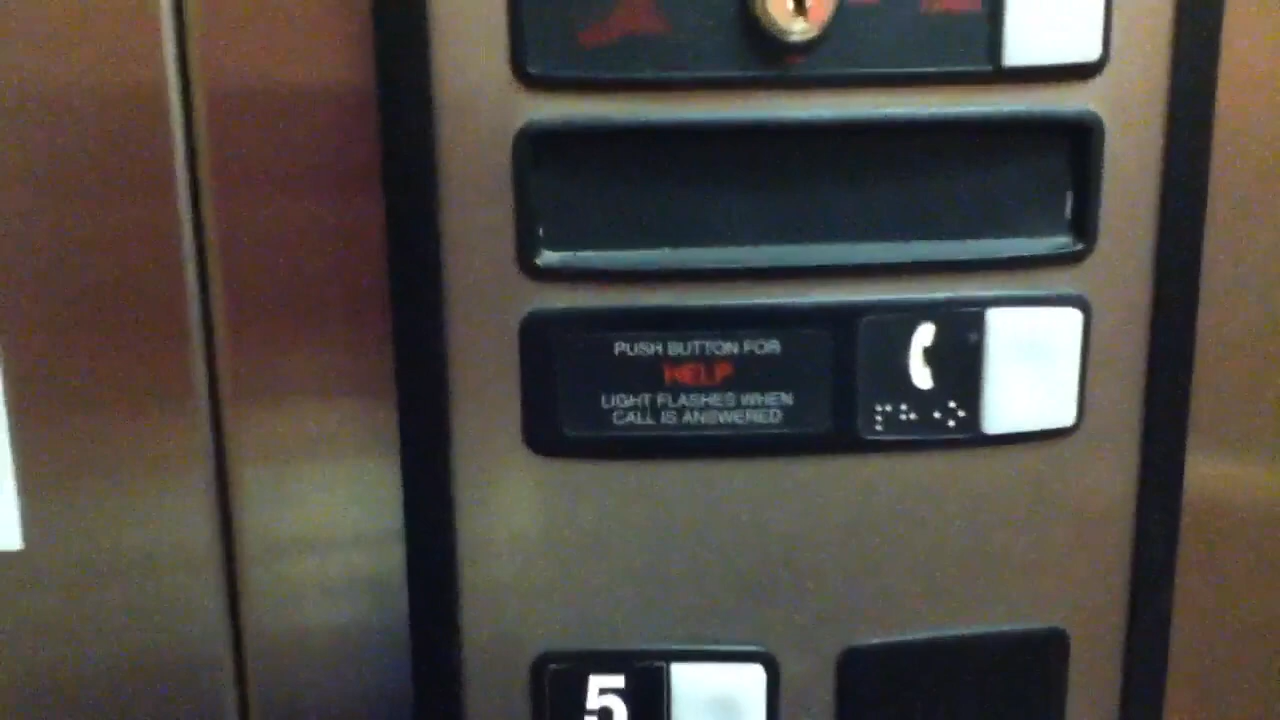 PUSH BUTTON FOR
HELP
LIGHT FLASHES WHEN
CALL IS ANSWERED
5